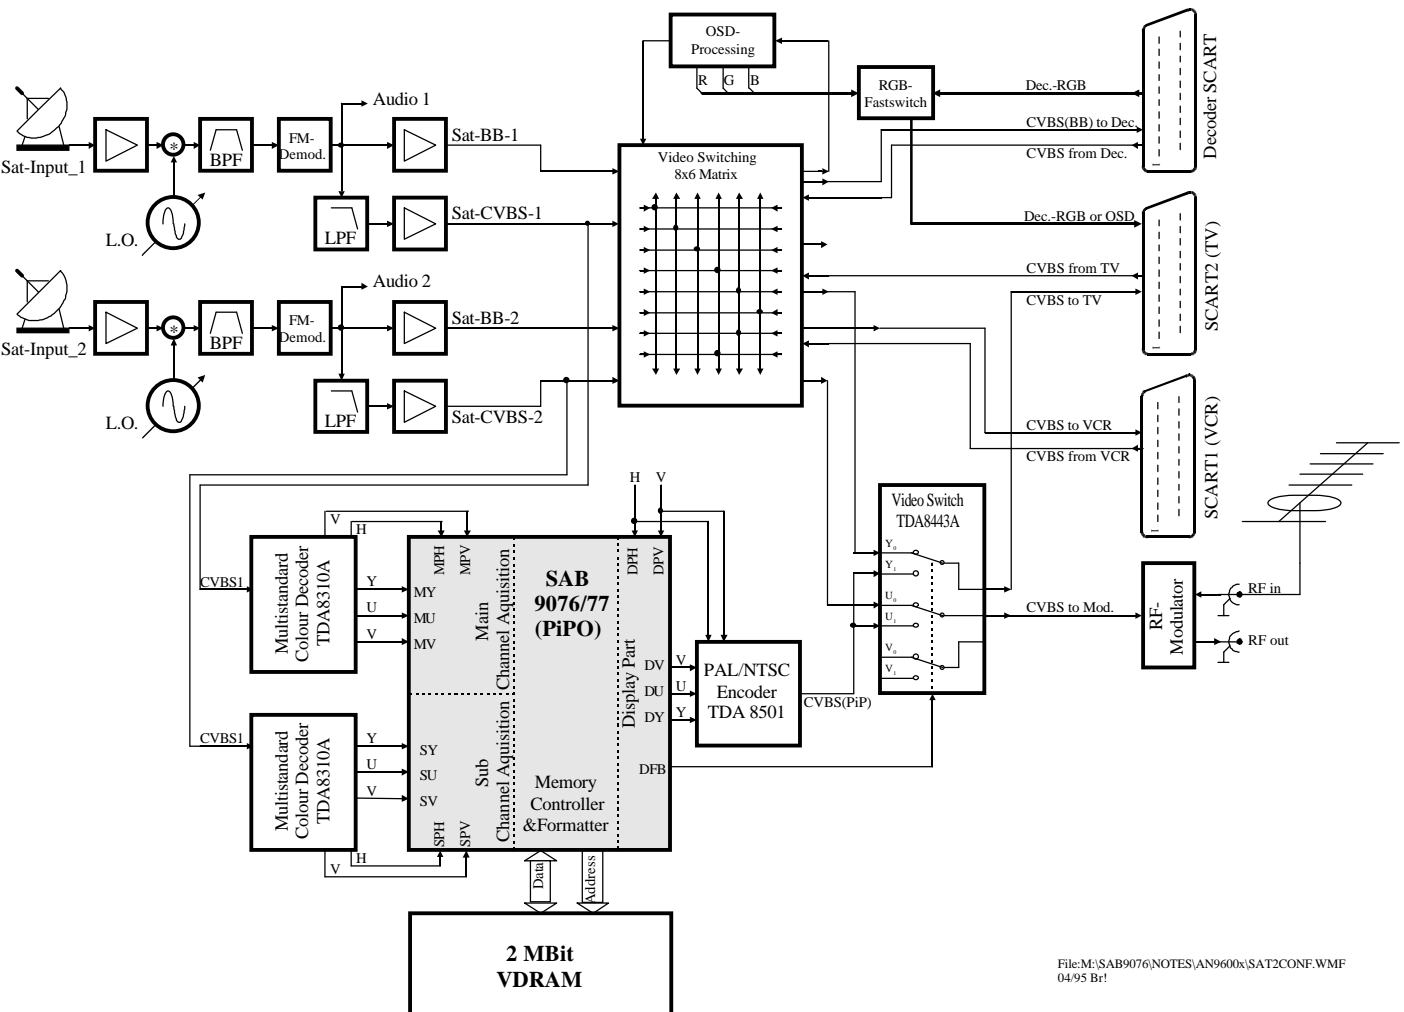 OSD-
Processing
R G B
RGB-
Fastswitch
Dec.-RGB
CVBS(BB) to Dec.
CVBS from Dec.
Decoder SCART
Audio 1
Sat-Input_1
*
BPF
FM-
Demod.
Sat-BB-1
L.O.
LPF
Sat-CVBS-1
Video Switching
8x6 Matrix
Dec.-RGB or OSD
CVBS from TV
CVBS to TV
SCART2 (TV)
Audio 2
Sat-Input_2
*
BPF
FM-
Demod.
Sat-BB-2
L.O.
LPF
Sat-CVBS-2
CVBS to VCR
CVBS from VCR
SCART1 (VCR)
H V
V
H
Video Switch
TDA8443A
Y0
Y1
U0
U1
V0
V1
CVBS1
Multistandard
Colour Decoder
TDA8310A
Y
U
V
MPH
MPV
MY
MU
MV
Main
Channel Aquisition
SAB
9076/77
(PiPO)
DPH
DPV
Display Part
DV
DU
DY
DFB
V
U
Y
PAL/NTSC
Encoder
TDA 8501
CVBS(PiP)
CVBS to Mod.
RF-
Modulator
RF in
RF out
CVBS1
Multistandard
Colour Decoder
TDA8310A
Y
U
V
SY
SU
SV
Sub
Channel Aquisition
SPH
SPV
H
V
Memory
Controller
&Formatter
Data
Address
2 MBit
VDRAM
File:M:\SAB9076\NOTES\AN9600x\SAT2CONF.WMF
04/95 Br!